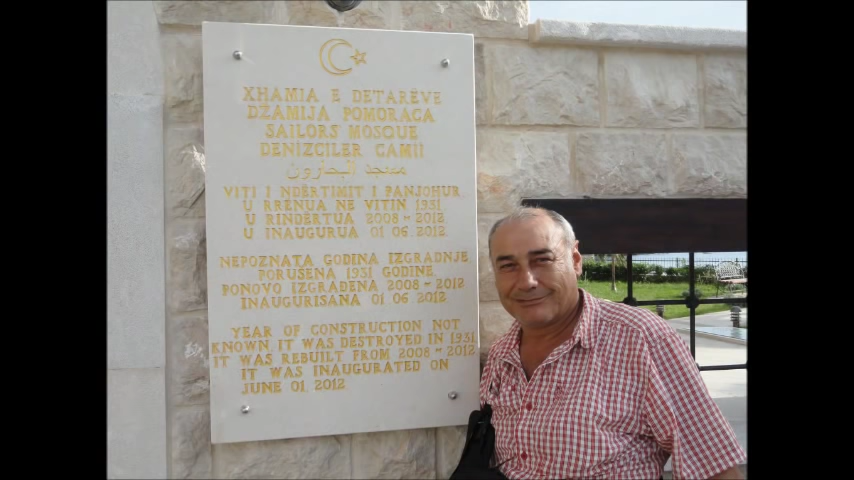 XHAMIA E DETARËVE
DŽAMIJA POMORACA
SAILORS' MOSQUE
DENIZCILER CAMII
مسجد البحارون
VITI I NDËRTIMIT I PANJOHUR
U RRËNUA NË VITIN 1931.
U RINDËRTUA 2008 - 2012.
U INAUGURUA 01 06 2012.
NEPOZNATA GODINA IZGRADNJE
PORUŠENA 1931 GODINE.
PONOVO IZGRAĐENA 2008 - 2012
INAUGURISANA 01 06 2012.
YEAR OF CONSTRUCTION NOT
KNOWN, IT WAS DESTROYED IN 1931.
IT WAS REBUILT FROM 2008 - 2012
IT WAS INAUGURATED ON
JUNE 01 2012